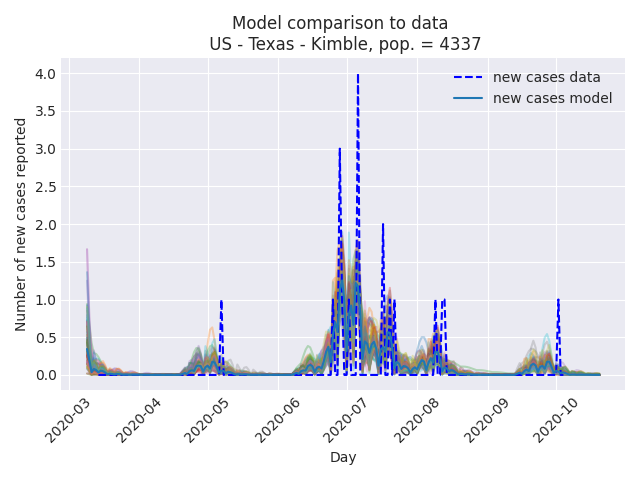 Model comparison to data
US - Texas - Kimble, pop. = 4337
new cases data
new cases model
Number of new cases reported
4.0
3.5
3.0
2.5
2.0
1.5
1.0
0.5
0.0
2020-03
2020-04
2020-05
2020-06
2020-07
2020-08
2020-09
2020-10
Day